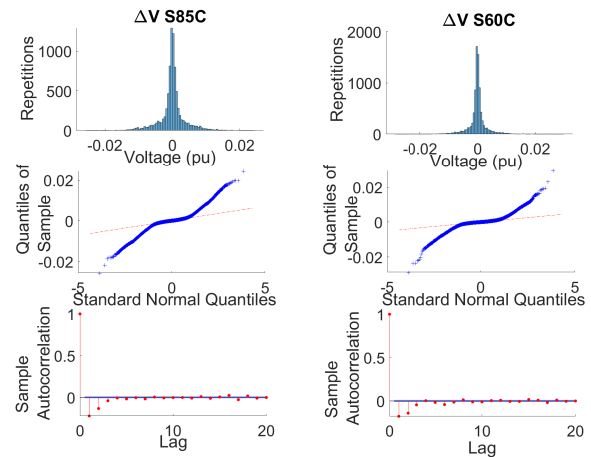 ΔV S85C
Repetitions
1000
500
0
-0.02 0 0.02
Voltage (pu)
Quantiles of
Sample
0.02
0
-0.02
-5 0 5
Standard Normal Quantiles
Sample
Autocorrelation
1
0.5
0
0 10 20
Lag
ΔV S60C
Repetitions
2000
1000
0
-0.02 0 0.02
Voltage (pu)
Quantiles of
Sample
0.02
0
-0.02
-5 0 5
Standard Normal Quantiles
Sample
Autocorrelation
1
0.5
0
0 10 20
Lag